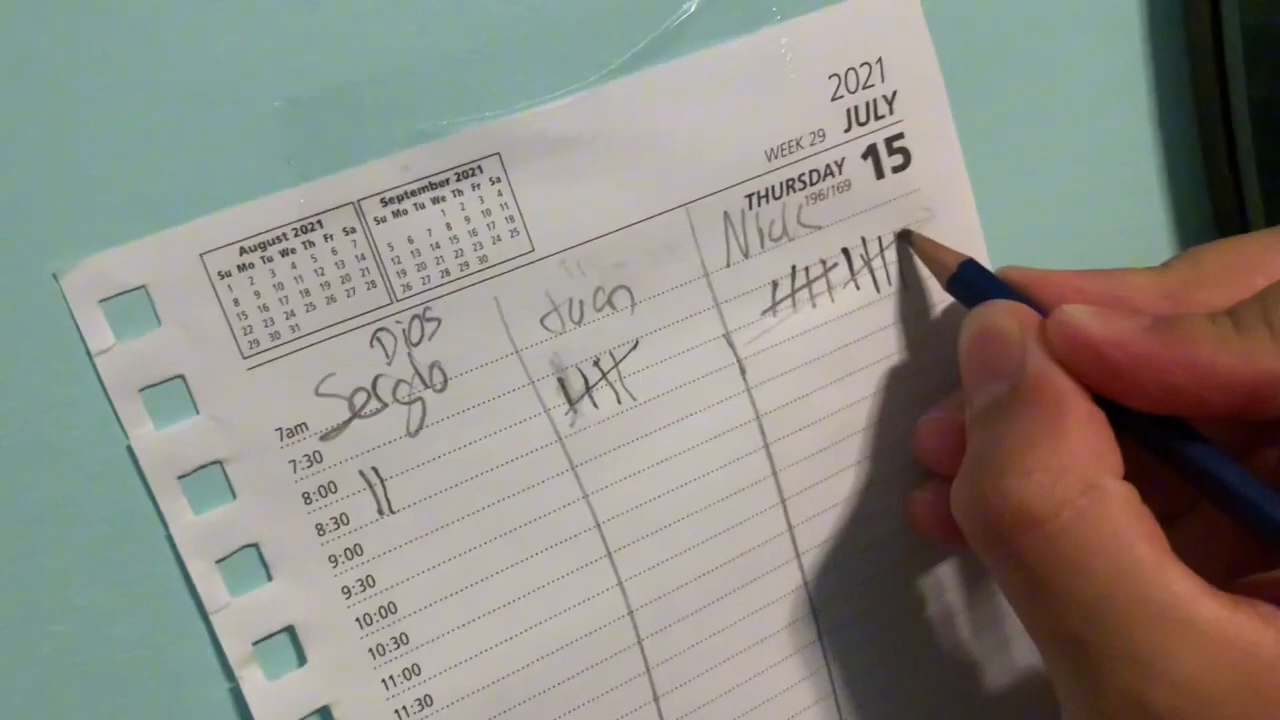 2021
JULY
WEEK 29
THURSDAY 15
196/169
August 2021
Su Mo Tu We Th Fr Sa
1 2 3 4 5 6 7
8 9 10 11 12 13 14
15 16 17 18 19 20 21
22 23 24 25 26 27 28
29 30 31
September 2021
Su Mo Tu We Th Fr Sa
1 2 3 4
5 6 7 8 9 10 11
12 13 14 15 16 17 18
19 20 21 22 23 24 25
26 27 28 29 30
Dios
Sergio
Juan
Nick
7am
7:30
8:00
8:30
9:00
9:30
10:00
10:30
11:00
11:30